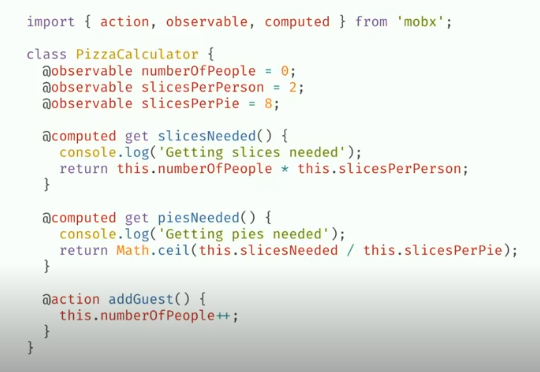 import { action, observable, computed } from 'mobx';

class PizzaCalculator {
  @observable numberOfPeople = 0;
  @observable slicesPerPerson = 2;
  @observable slicesPerPie = 8;

  @computed get slicesNeeded() {
    console.log('Getting slices needed');
    return this.numberOfPeople * this.slicesPerPerson;
  }

  @computed get piesNeeded() {
    console.log('Getting pies needed');
    return Math.ceil(this.slicesNeeded / this.slicesPerPie);
  }

  @action addGuest() {
    this.numberOfPeople++;
  }
}